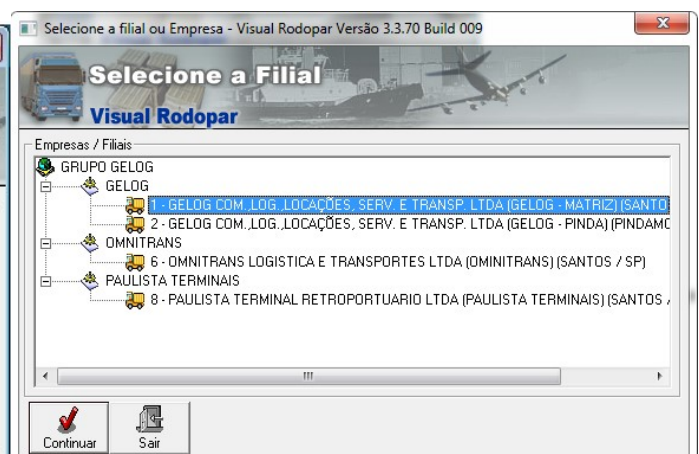 Selecione a filial ou Empresa - Visual Rodopar Versão 3.3.70 Build 009
Selecione a Filial
Visual Rodopar
Empresas / Filiais
GRUPO GELOG
GELOG
1 - GELOG COM.,LOG.,LOCAÇÕES, SERV. E TRANSP. LTDA (GELOG - MATRIZ) (SANTO
2 - GELOG COM.,LOG.,LOCAÇÕES, SERV. E TRANSP. LTDA (GELOG - PINDA) (PINDAMO
OMNITRANS
6 - OMNITRANS LOGISTICA E TRANSPORTES LTDA (OMINITRANS) (SANTOS / SP)
PAULISTA TERMINAIS
8 - PAULISTA TERMINAL RETROPORTUARIO LTDA (PAULISTA TERMINAIS) (SANTOS /
Continuar
Sair